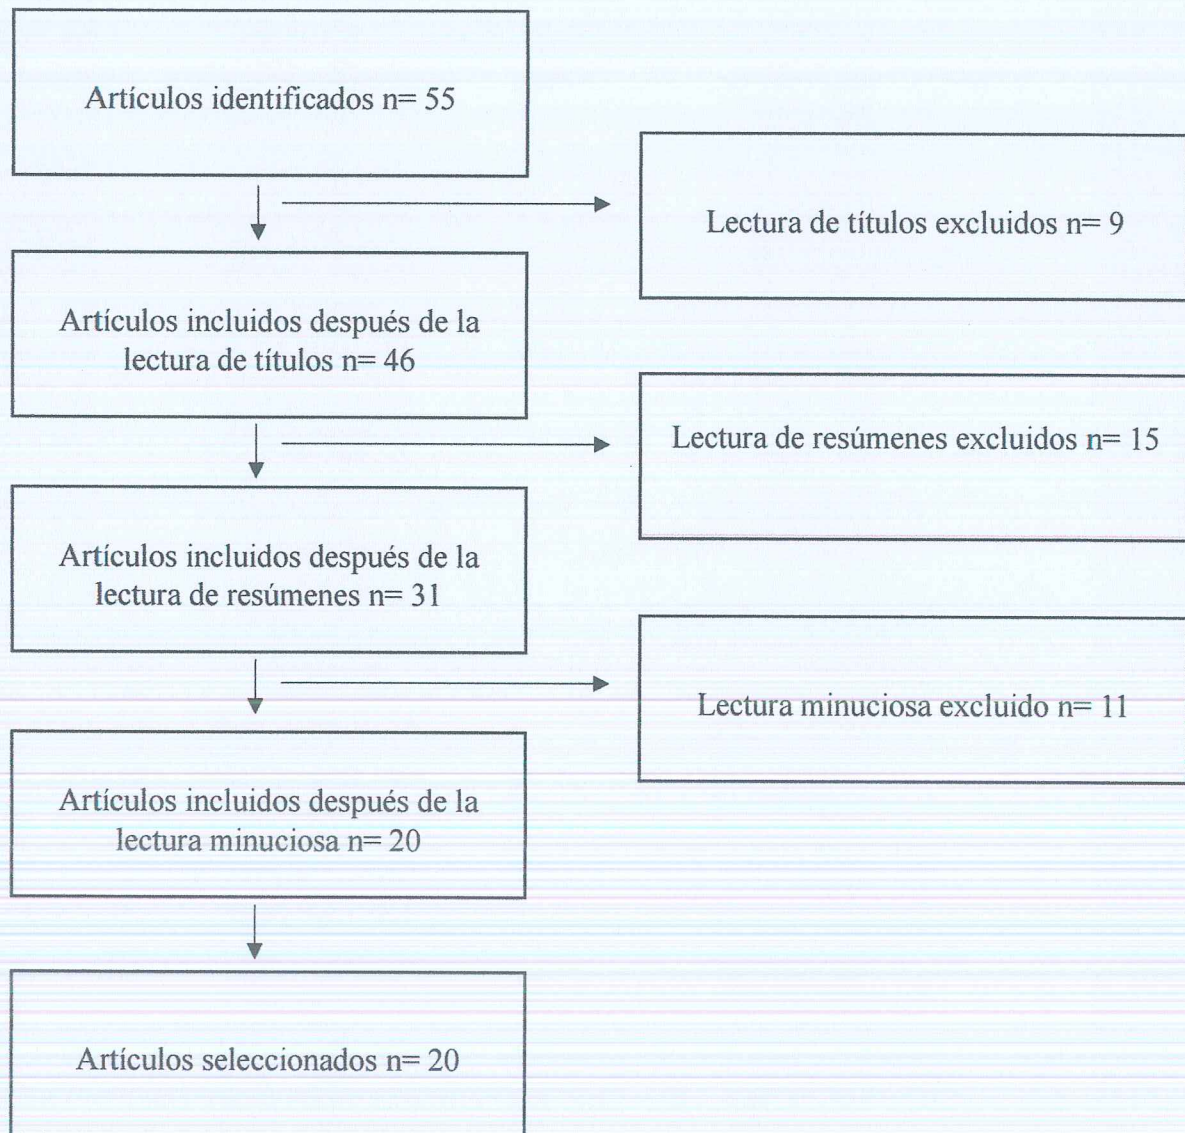 Artículos identificados n= 55
Lectura de títulos excluidos n= 9
Artículos incluidos después de la
lectura de títulos n= 46
Lectura de resúmenes excluidos n= 15
Artículos incluidos después de la
lectura de resúmenes n= 31
Lectura minuciosa excluido n= 11
Artículos incluidos después de la
lectura minuciosa n= 20
Artículos seleccionados n= 20